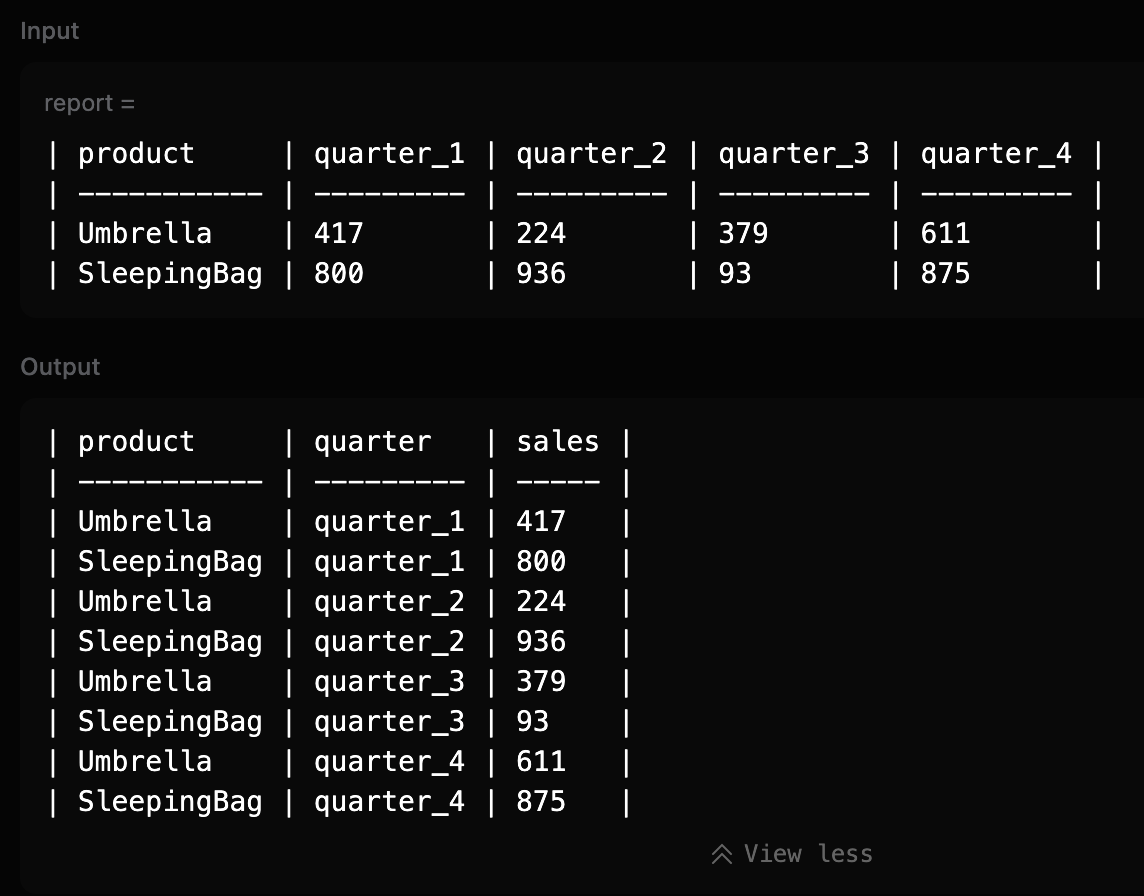 Input
report =
| product     | quarter_1 | quarter_2 | quarter_3 | quarter_4 |
| ----------- | --------- | --------- | --------- | --------- |
| Umbrella    | 417       | 224       | 379       | 611       |
| SleepingBag | 800       | 936       | 93        | 875       |
Output
| product     | quarter   | sales |
| ----------- | --------- | ----- |
| Umbrella    | quarter_1 | 417   |
| SleepingBag | quarter_1 | 800   |
| Umbrella    | quarter_2 | 224   |
| SleepingBag | quarter_2 | 936   |
| Umbrella    | quarter_3 | 379   |
| SleepingBag | quarter_3 | 93    |
| Umbrella    | quarter_4 | 611   |
| SleepingBag | quarter_4 | 875   |
View less